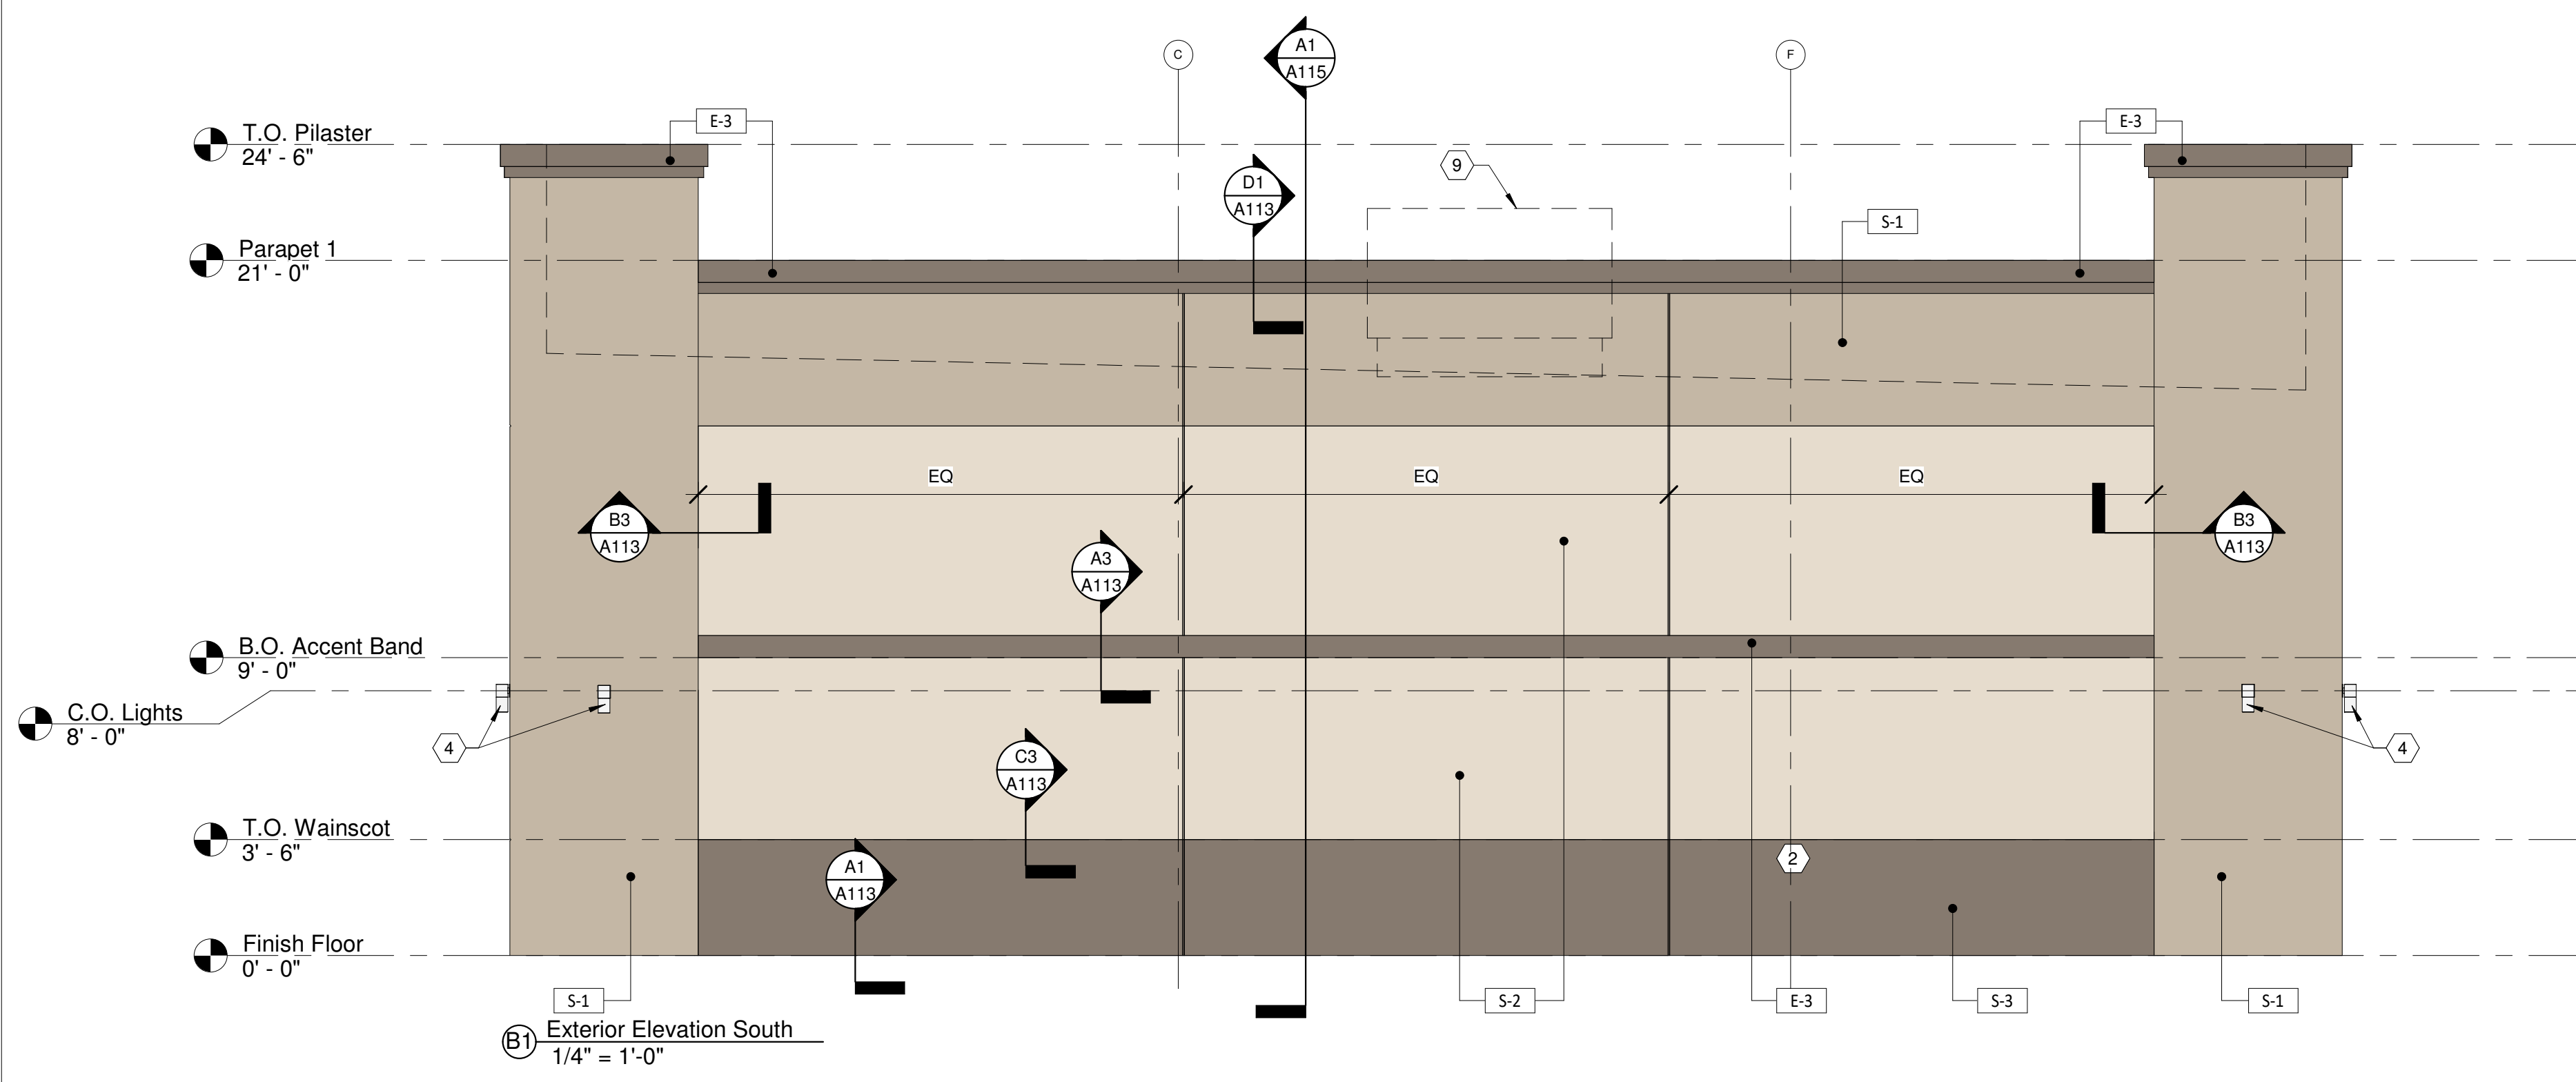 C
A1
A115
F
E-3
E-3
T.O. Pilaster
24' - 6"
9
D1
A113
S-1
Parapet 1
21' - 0"
EQ
EQ
EQ
B3
A113
B3
A113
A3
A113
B.O. Accent Band
9' - 0"
C.O. Lights
8' - 0"
4
4
C3
A113
T.O. Wainscot
3' - 6"
2
A1
A113
Finish Floor
0' - 0"
S-1
S-2
E-3
S-3
S-1
B1
Exterior Elevation South
1/4" = 1'-0"